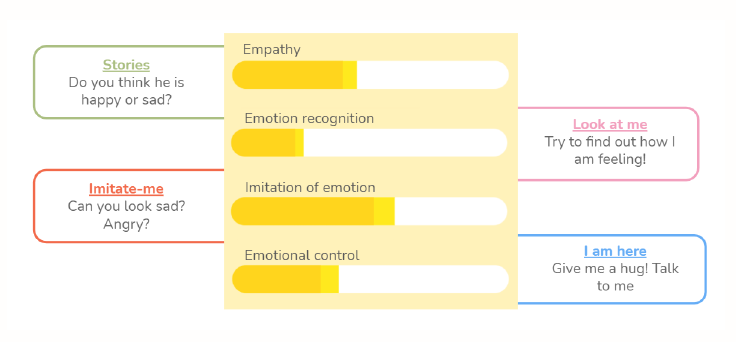 Empathy
Stories
Do you think he is
happy or sad?
Emotion recognition
Look at me
Try to find out how I
am feeling!
Imitation of emotion
Imitate-me
Can you look sad?
Angry?
Emotional control
I am here
Give me a hug! Talk
to me